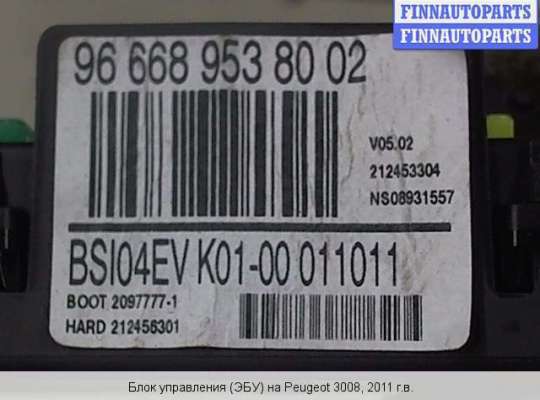 FINNAUTOPARTS
FINNAUTOPARTS
96 668 953 80 02
V05.02
212453304
NS08931557
BSI04EV K01-00 011011
BOOT 2097777-1
HARD 212456301
Блок управления (ЭБУ) на Peugeot 3008, 2011 г.в.